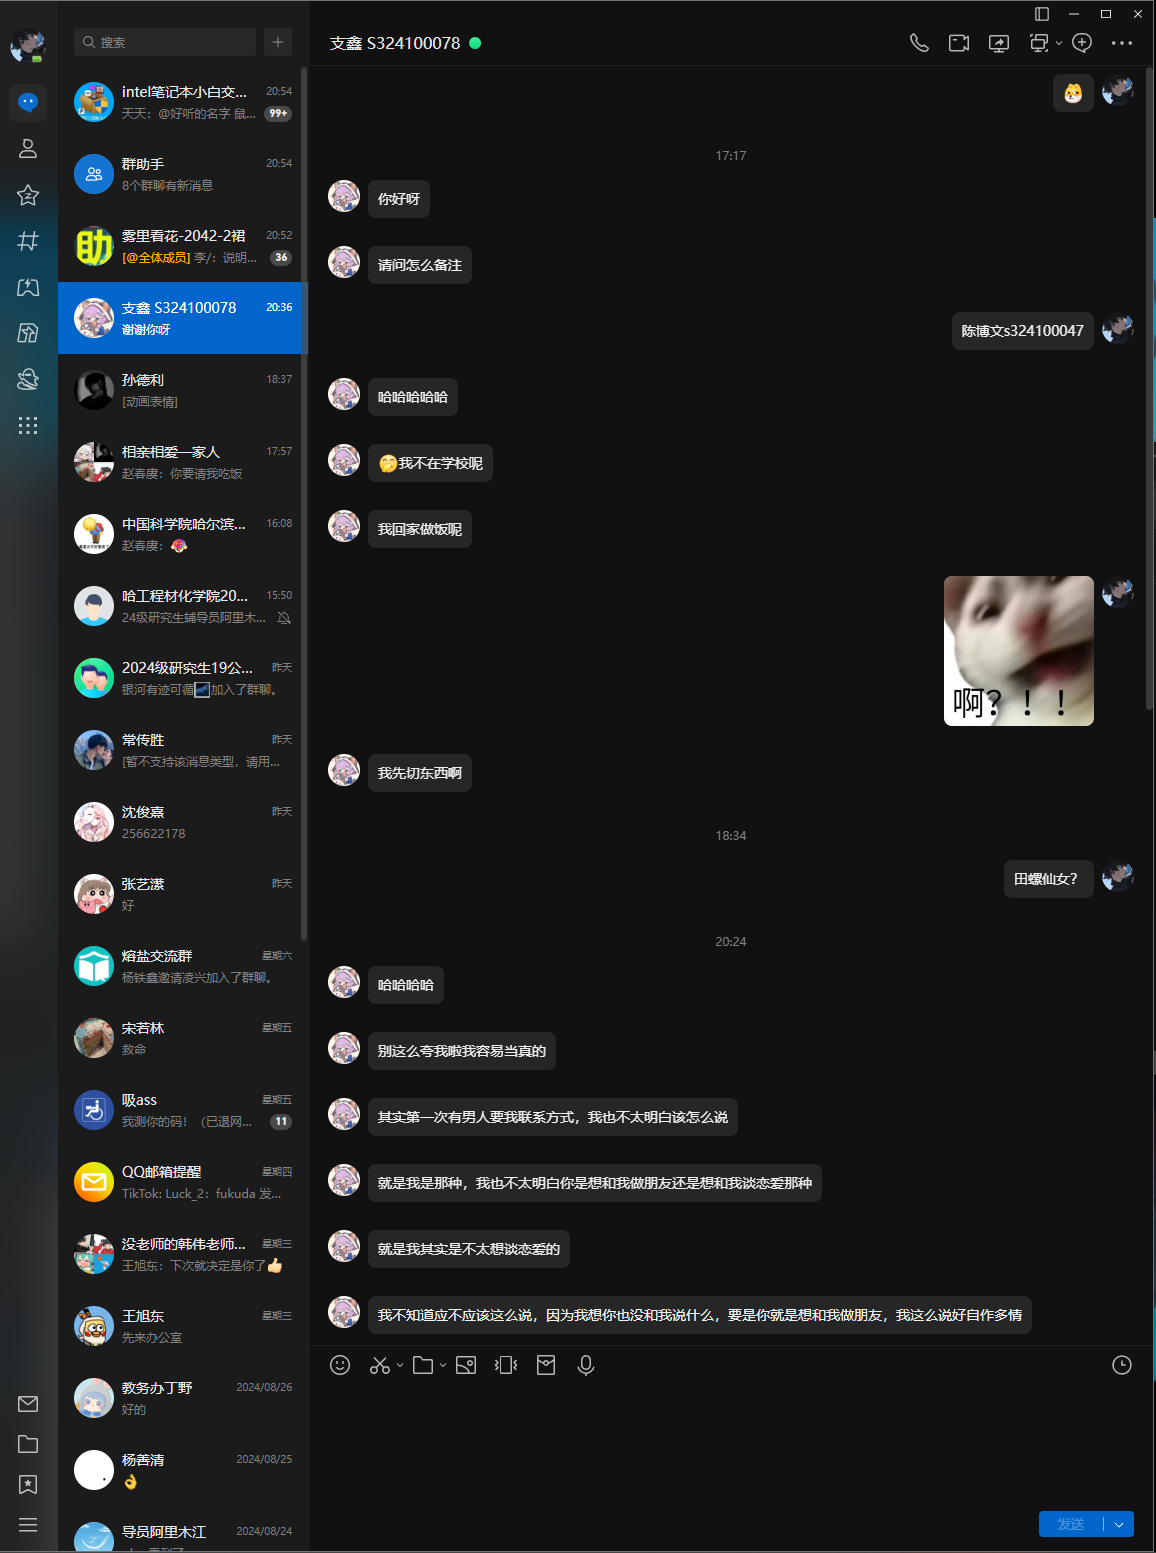 搜索
intel笔记本小白交...
20:54
天天：@好听的名字 鼠...
99+
群助手
20:54
8个群聊有新消息
助
雾里看花-2042-2裙
20:52
[@全体成员] 李/：说明...
36
支鑫 S324100078
20:36
谢谢你呀
孙德利
18:37
[动画表情]
相亲相爱一家人
17:57
赵春赓：你要请我吃饭
中国科学院哈尔滨...
16:08
赵春赓：
哈工程材化学院20...
15:50
24级研究生辅导员阿里木...
2024级研究生19公...
昨天
银河有迹可循🌌加入了群聊。
常传胜
昨天
[暂不支持该消息类型，请用...
沈俊熹
昨天
256622178
张艺潆
昨天
好
熔盐交流群
星期六
杨铁鑫邀请凌兴加入了群聊。
宋若林
星期五
救命
吸ass
星期五
我测你的码！（已退网...
11
QQ邮箱提醒
星期四
TikTok: Luck_2：fukuda 发...
没老师的韩伟老师...
星期三
王旭东：下次就决定是你了👍
王旭东
星期三
先来办公室
教务办丁野
2024/08/26
好的
杨善清
2024/08/25
👌
导员阿里木江
2024/08/24
支鑫 S324100078
17:17
你好呀
请问怎么备注
陈博文s324100047
哈哈哈哈哈
🤭我不在学校呢
我回家做饭呢
啊？！！
我先切东西啊
18:34
田螺仙女？
20:24
哈哈哈哈
别这么夸我啦我容易当真的
其实第一次有男人要我联系方式，我也不太明白该怎么说
就是我是那种，我也不太明白你是想和我做朋友还是想和我谈恋爱那种
就是我其实是不太想谈恋爱的
我不知道应不应该这么说，因为我想你也没和我说什么，要是你就是想和我做朋友，我这么说好自作多情
发送